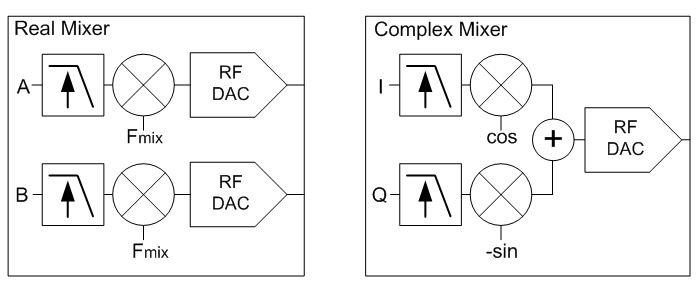 Real Mixer
A
RF
DAC
Fmix
B
RF
DAC
Fmix
Complex Mixer
I
cos
+
RF
DAC
Q
-sin